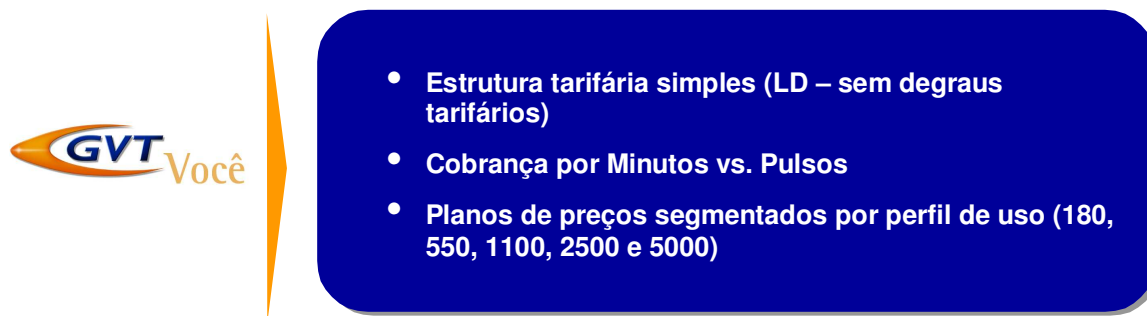 GVT
Você
• Estrutura tarifária simples (LD – sem degraus
tarifários)
• Cobrança por Minutos vs. Pulsos
• Planos de preços segmentados por perfil de uso (180,
550, 1100, 2500 e 5000)